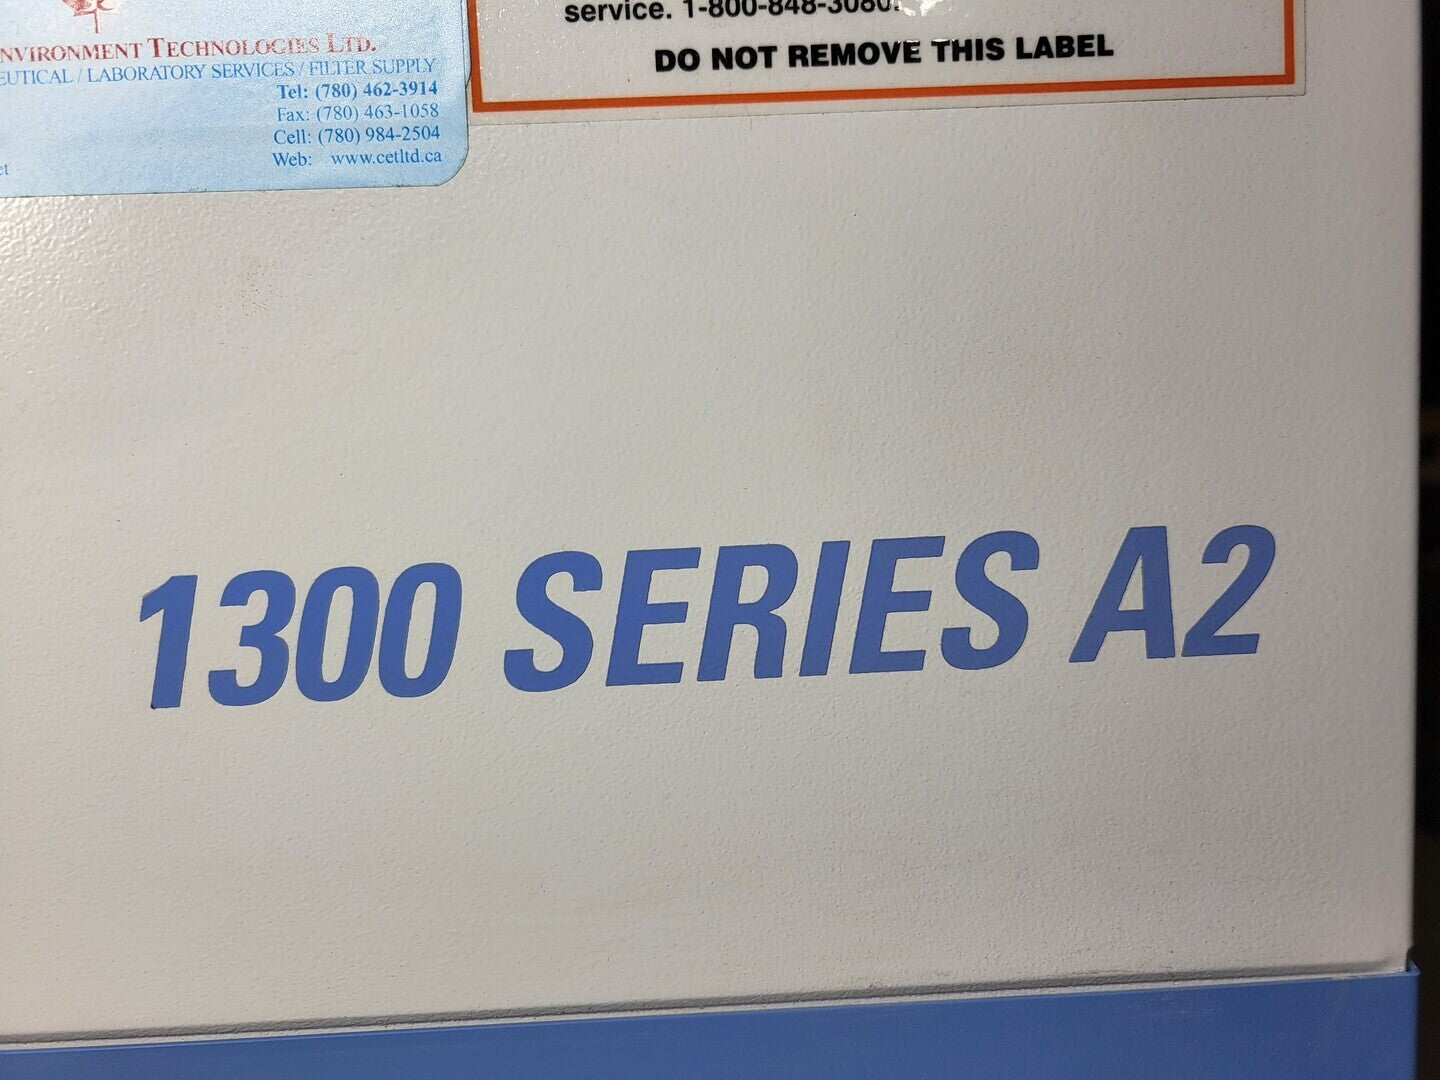 NVIRONMENT TECHNOLOGIES LTD.
EUTICAL / LABORATORY SERVICES / FILTER SUPPLY
Tel: (780) 462-3914
Fax: (780) 463-1058
Cell: (780) 984-2504
Web: www.cetltd.ca
et
service. 1-800-848-3080.
DO NOT REMOVE THIS LABEL
1300 SERIES A2